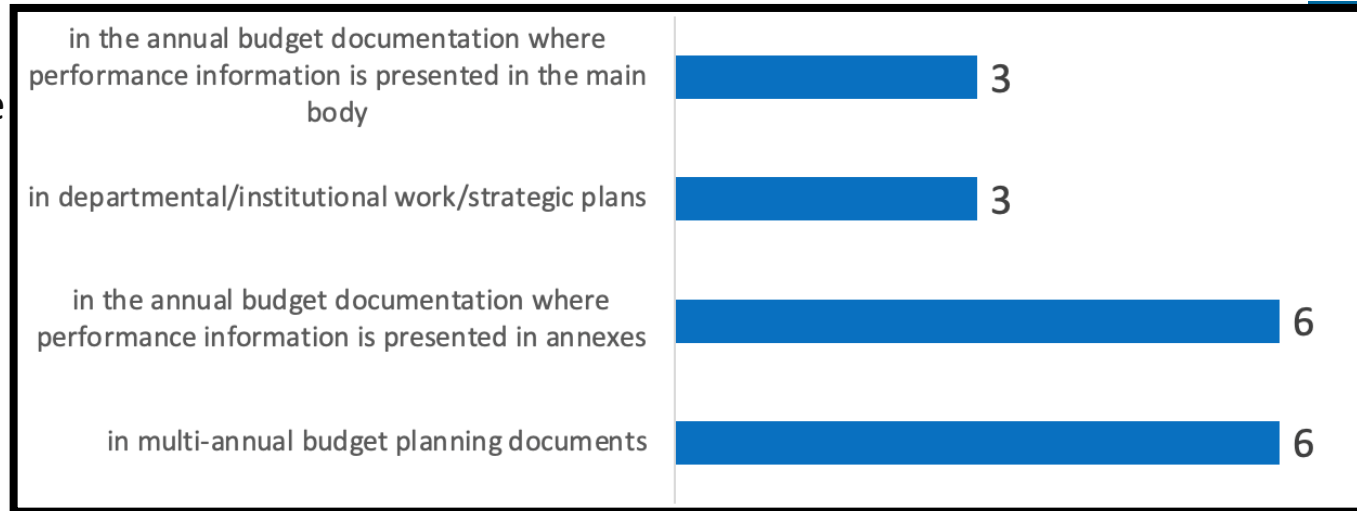 in the annual budget documentation where
performance information is presented in the main
body
3
e
in departmental/institutional work/strategic plans
3
in the annual budget documentation where
performance information is presented in annexes
6
in multi-annual budget planning documents
6